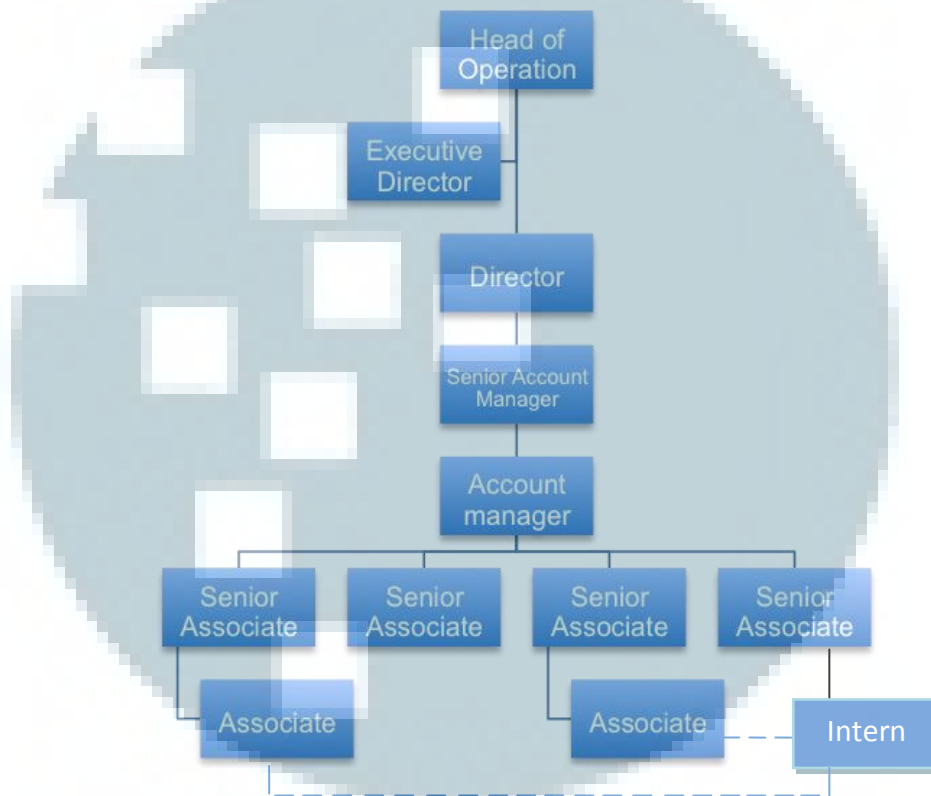 Head of
Operation
Executive
Director
Director
Senior Account
Manager
Account
manager
Senior
Associate
Senior
Associate
Senior
Associate
Senior
Associate
Associate
Associate
Intern